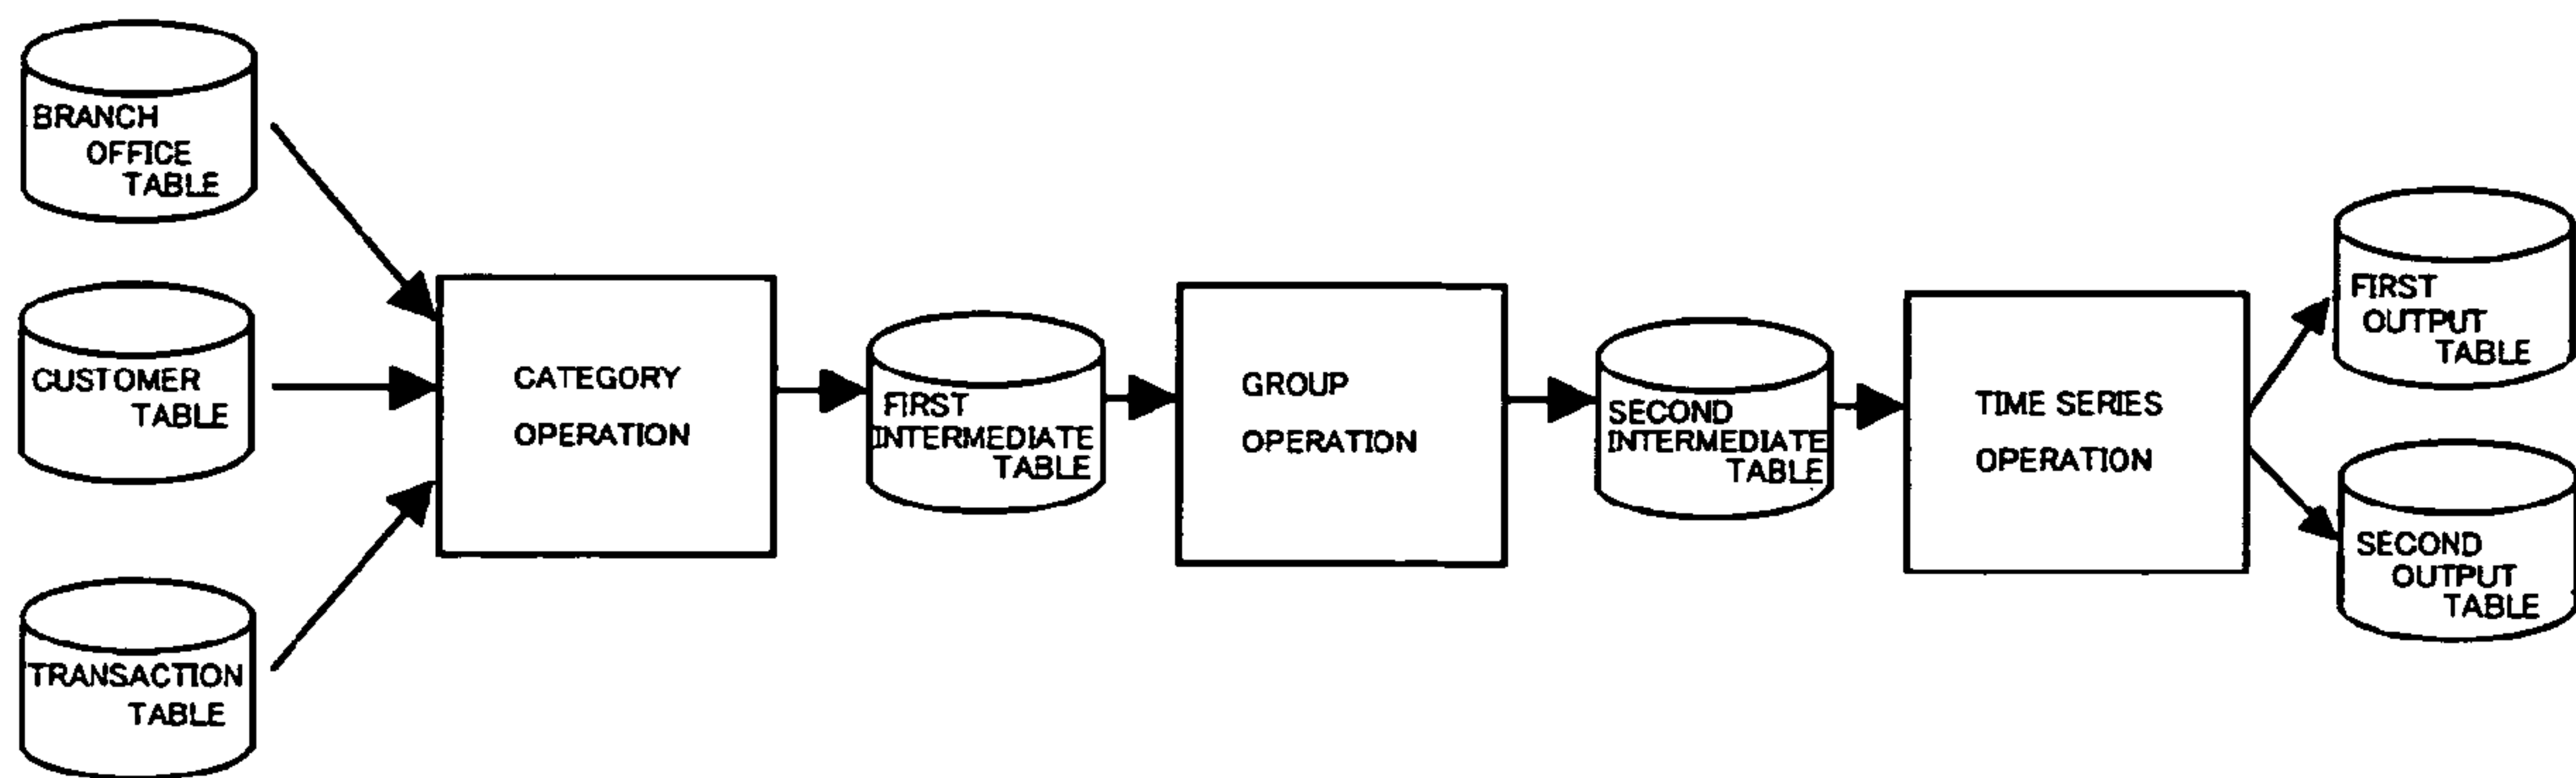 BRANCH
OFFICE
TABLE
CUSTOMER
TABLE
TRANSACTION
TABLE
CATEGORY
OPERATION
FIRST
INTERMEDIATE
TABLE
GROUP
OPERATION
SECOND
INTERMEDIATE
TABLE
TIME SERIES
OPERATION
FIRST
OUTPUT
TABLE
SECOND
OUTPUT
TABLE